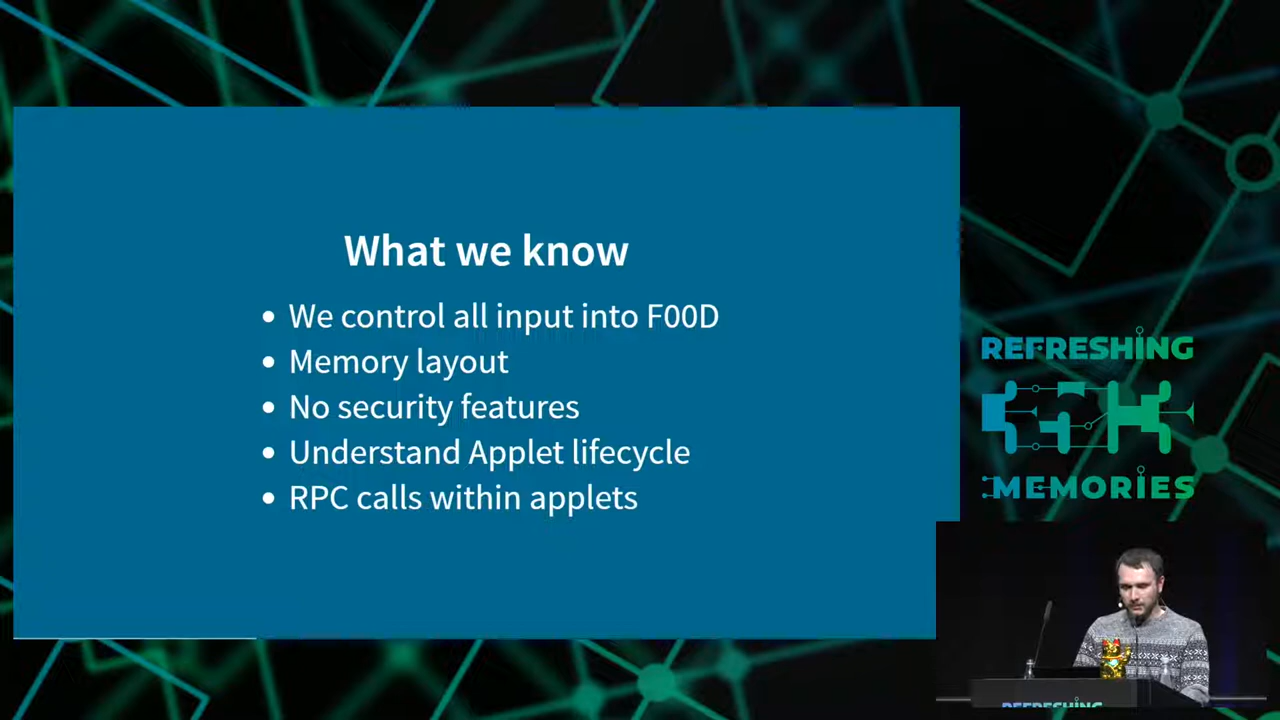 What we know
We control all input into F00D
Memory layout
No security features
Understand Applet lifecycle
RPC calls within applets
REFRESHING
MEMORIES
REFRESHING